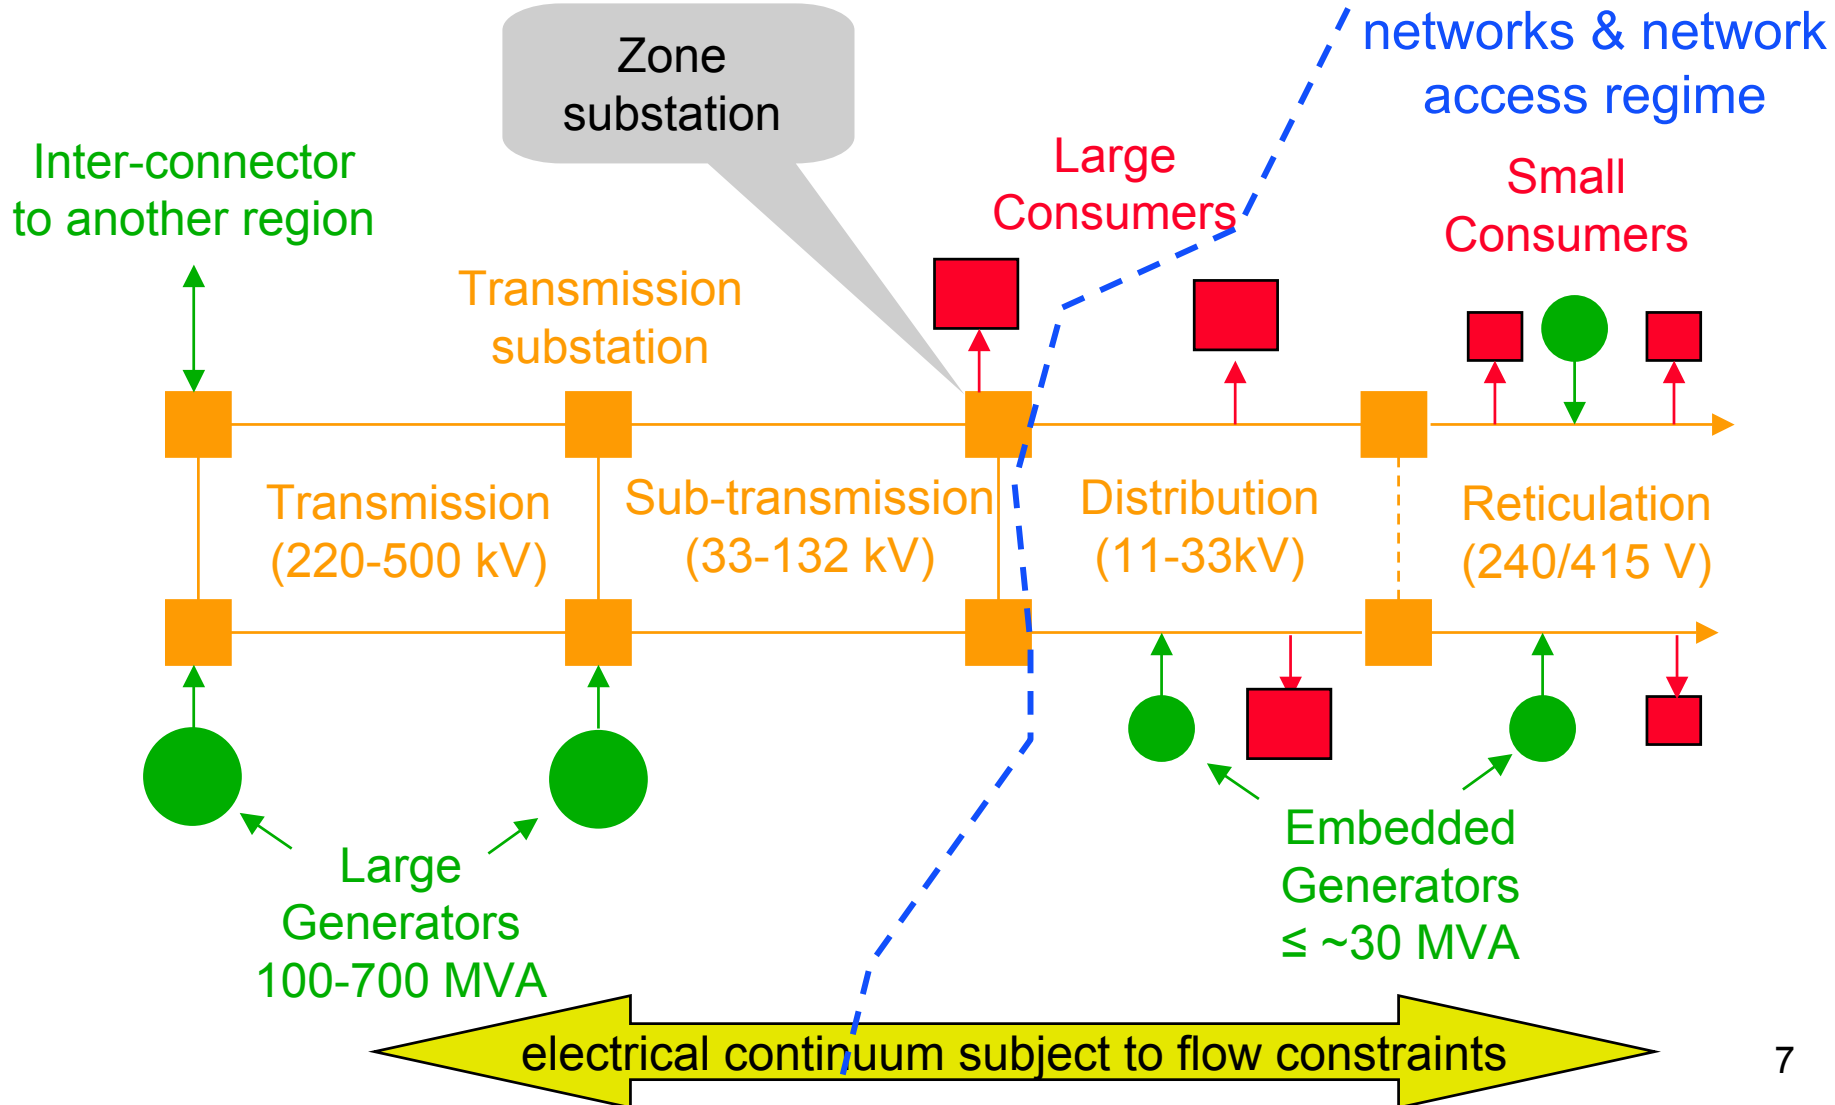 networks & network
access regime
Zone
substation
Inter-connector
to another region
Large
Consumers
Small
Consumers
Transmission
substation
Transmission
(220-500 kV)
Sub-transmission
(33-132 kV)
Distribution
(11-33kV)
Reticulation
(240/415 V)
Large
Generators
100-700 MVA
Embedded
Generators
≤ ~30 MVA
electrical continuum subject to flow constraints
7